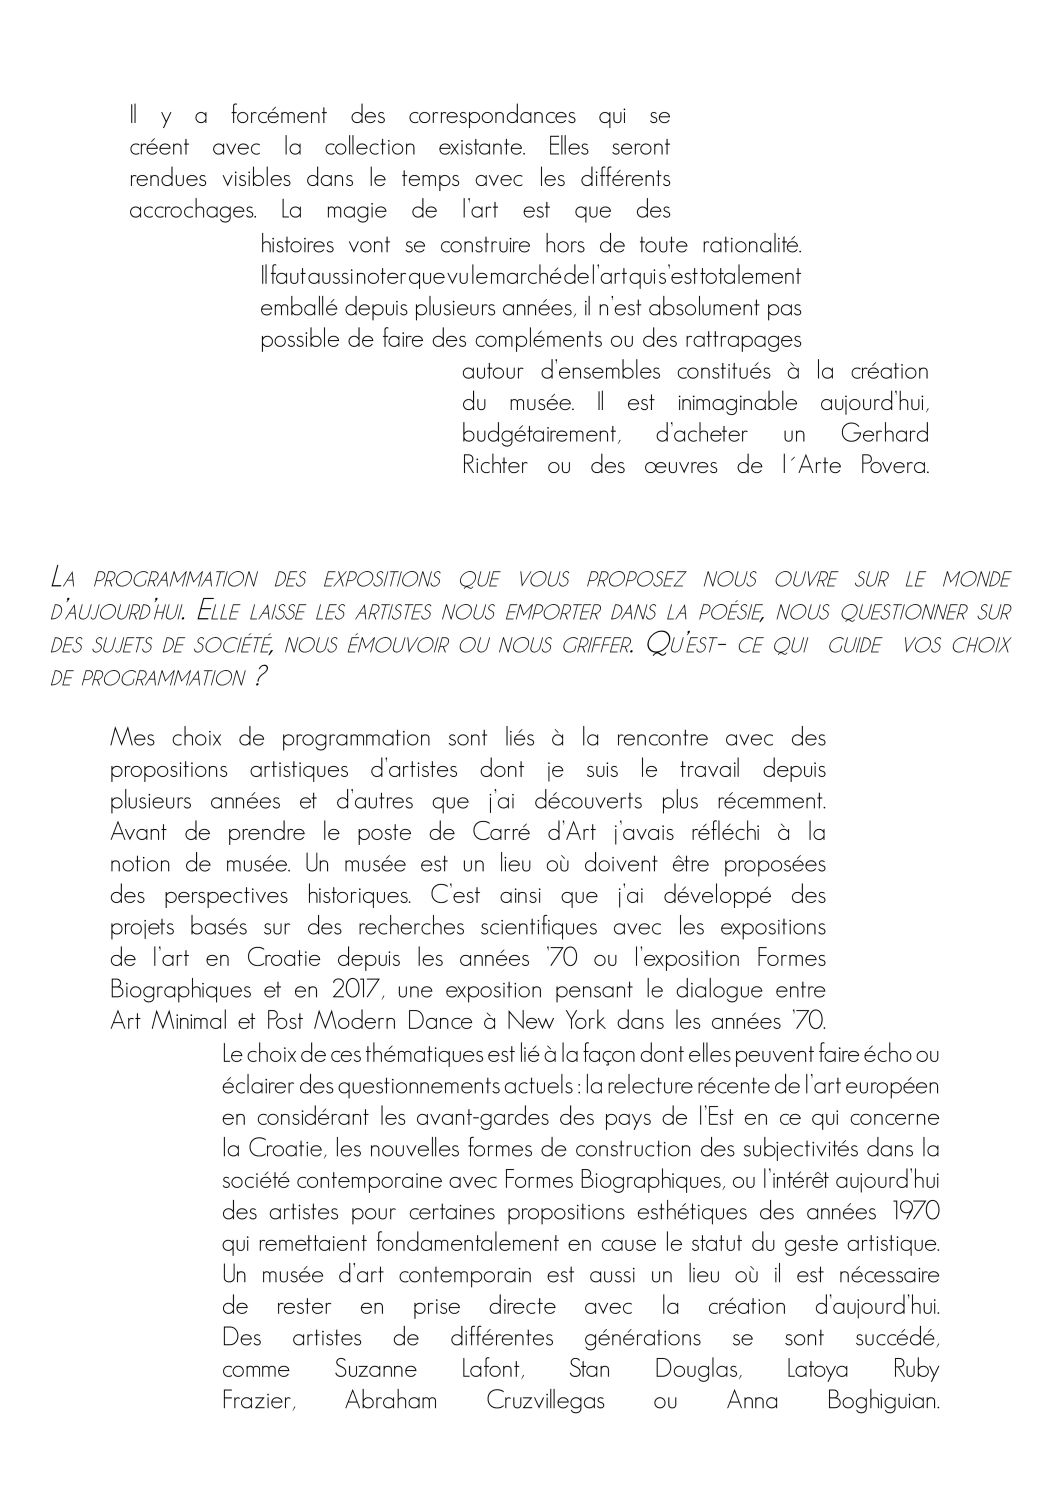 Il y a forcément des correspondances qui se
créent avec la collection existante. Elles seront
rendues visibles dans le temps avec les différents
accrochages. La magie de l'art est que des
histoires vont se construire hors de toute rationalité.
Il faut aussi noter que vu le marché de l'art qui s'est totalement
emballé depuis plusieurs années, il n'est absolument pas
possible de faire des compléments ou des rattrapages
autour d'ensembles constitués à la création
du musée. Il est inimaginable aujourd'hui,
budgétairement, d'acheter un Gerhard
Richter ou des œuvres de l´Arte Povera.
La programmation des expositions que vous proposez nous ouvre sur le monde
d'aujourd'hui. Elle laisse les artistes nous emporter dans la poésie, nous questionner sur
des sujets de société, nous émouvoir ou nous griffer. Qu'est- ce qui guide vos choix
de programmation ?
Mes choix de programmation sont liés à la rencontre avec des
propositions artistiques d'artistes dont je suis le travail depuis
plusieurs années et d'autres que j'ai découverts plus récemment.
Avant de prendre le poste de Carré d'Art j'avais réfléchi à la
notion de musée. Un musée est un lieu où doivent être proposées
des perspectives historiques. C'est ainsi que j'ai développé des
projets basés sur des recherches scientifiques avec les expositions
de l'art en Croatie depuis les années '70 ou l'exposition Formes
Biographiques et en 2017, une exposition pensant le dialogue entre
Art Minimal et Post Modern Dance à New York dans les années '70.
Le choix de ces thématiques est lié à la façon dont elles peuvent faire écho ou
éclairer des questionnements actuels : la relecture récente de l'art européen
en considérant les avant-gardes des pays de l'Est en ce qui concerne
la Croatie, les nouvelles formes de construction des subjectivités dans la
société contemporaine avec Formes Biographiques, ou l'intérêt aujourd'hui
des artistes pour certaines propositions esthétiques des années 1970
qui remettaient fondamentalement en cause le statut du geste artistique.
Un musée d'art contemporain est aussi un lieu où il est nécessaire
de rester en prise directe avec la création d'aujourd'hui.
Des artistes de différentes générations se sont succédé,
comme Suzanne Lafont, Stan Douglas, Latoya Ruby
Frazier, Abraham Cruzvillegas ou Anna Boghiguian.